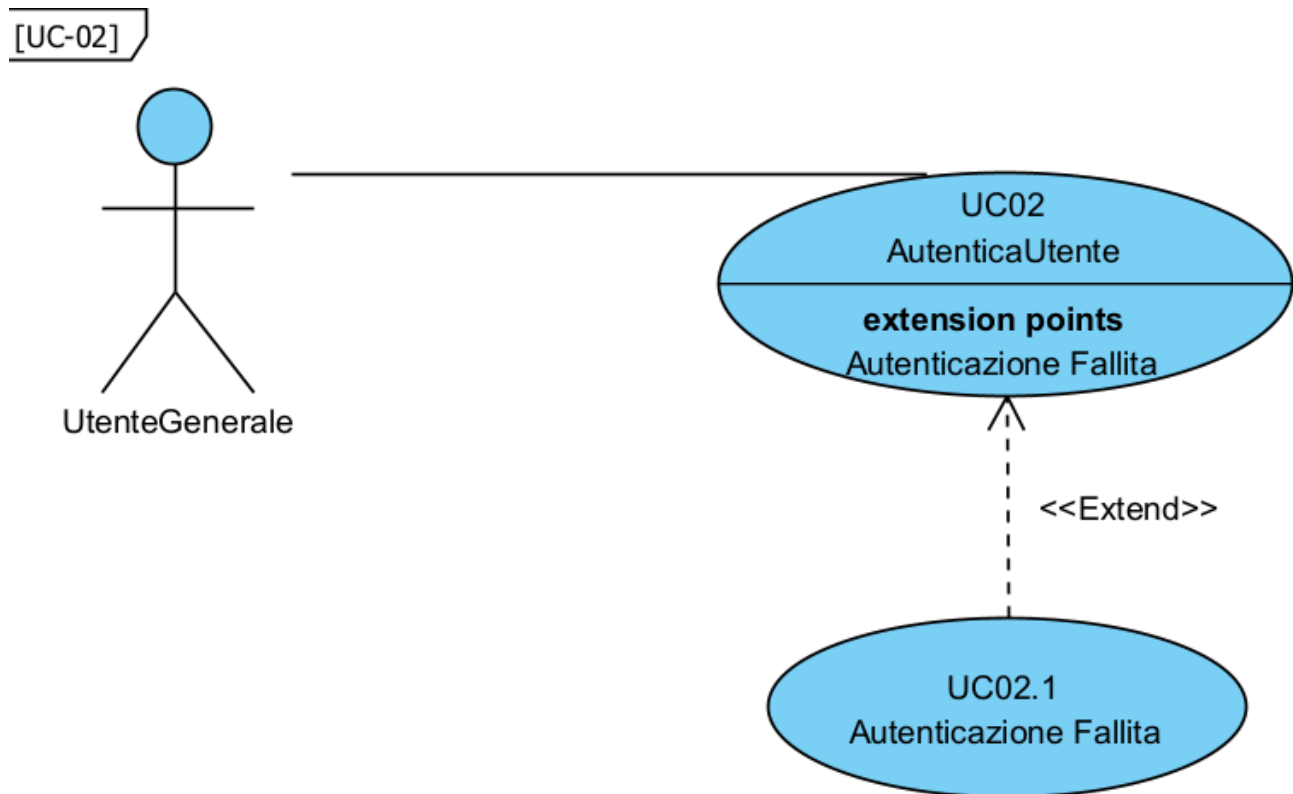 [UC-02]
UC02
AutenticaUtente
extension points
Autenticazione Fallita
UtenteGenerale
<<Extend>>
UC02.1
Autenticazione Fallita